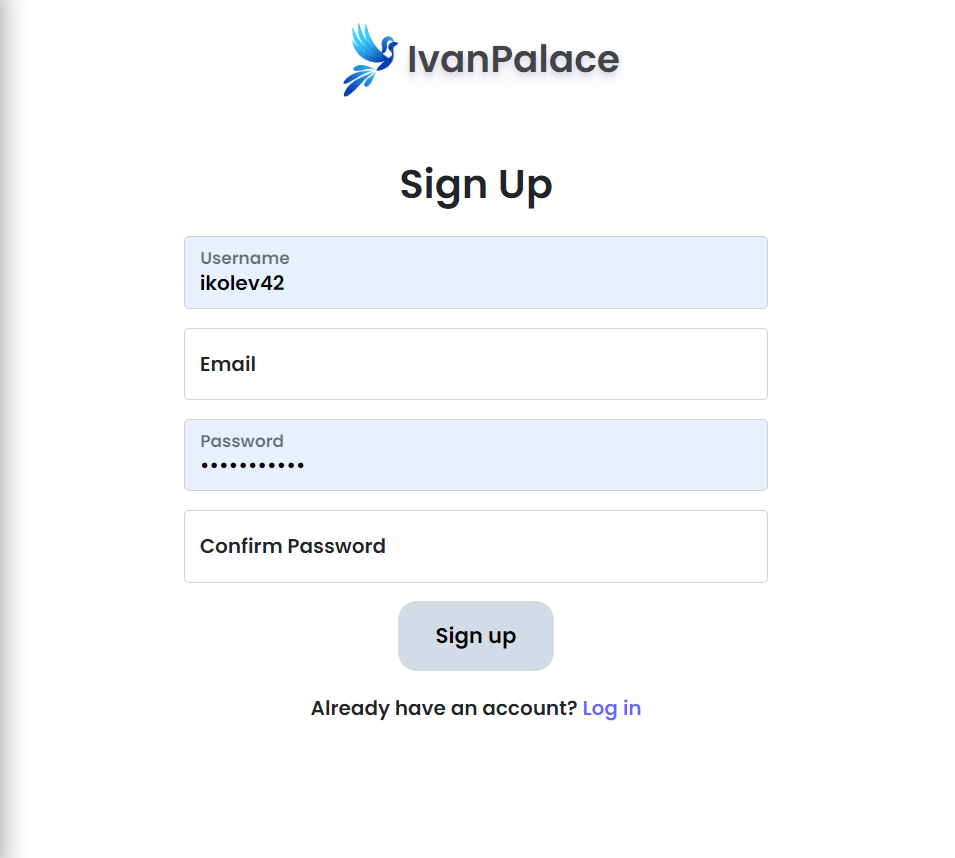 IvanPalace
Sign Up
Username
ikolev42
Email
Password
•••••••••••
Confirm Password
Sign up
Already have an account? Log in